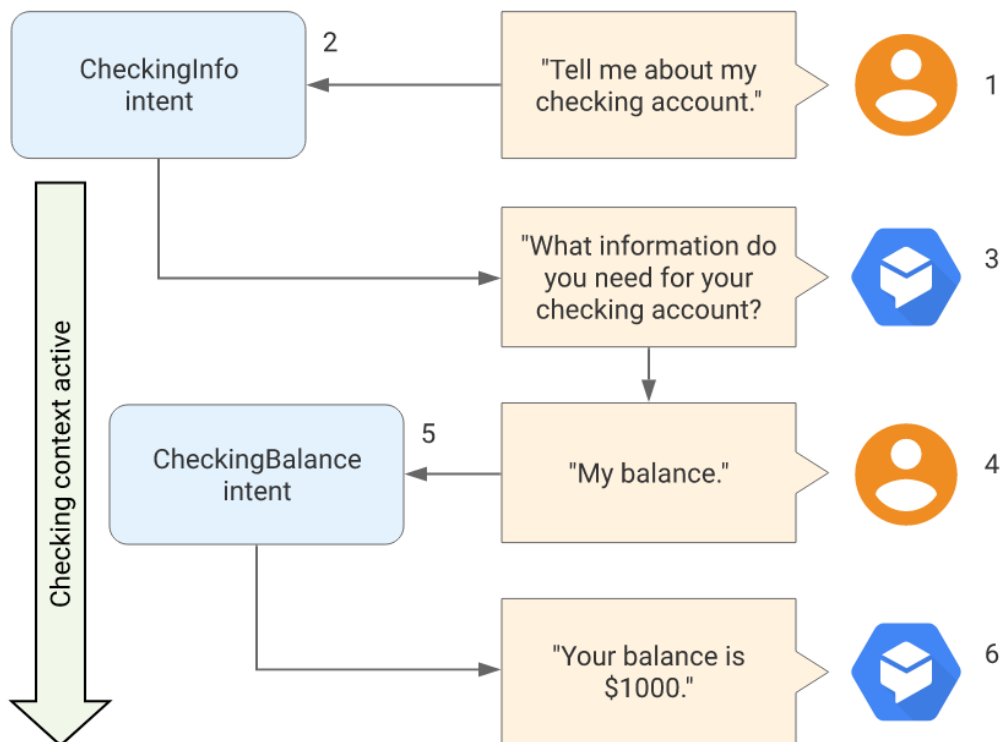 CheckingInfo
intent
2
"Tell me about my
checking account."
1
"What information do
you need for your
checking account?
3
Checking context active
CheckingBalance
intent
5
"My balance."
4
"Your balance is
$1000."
6